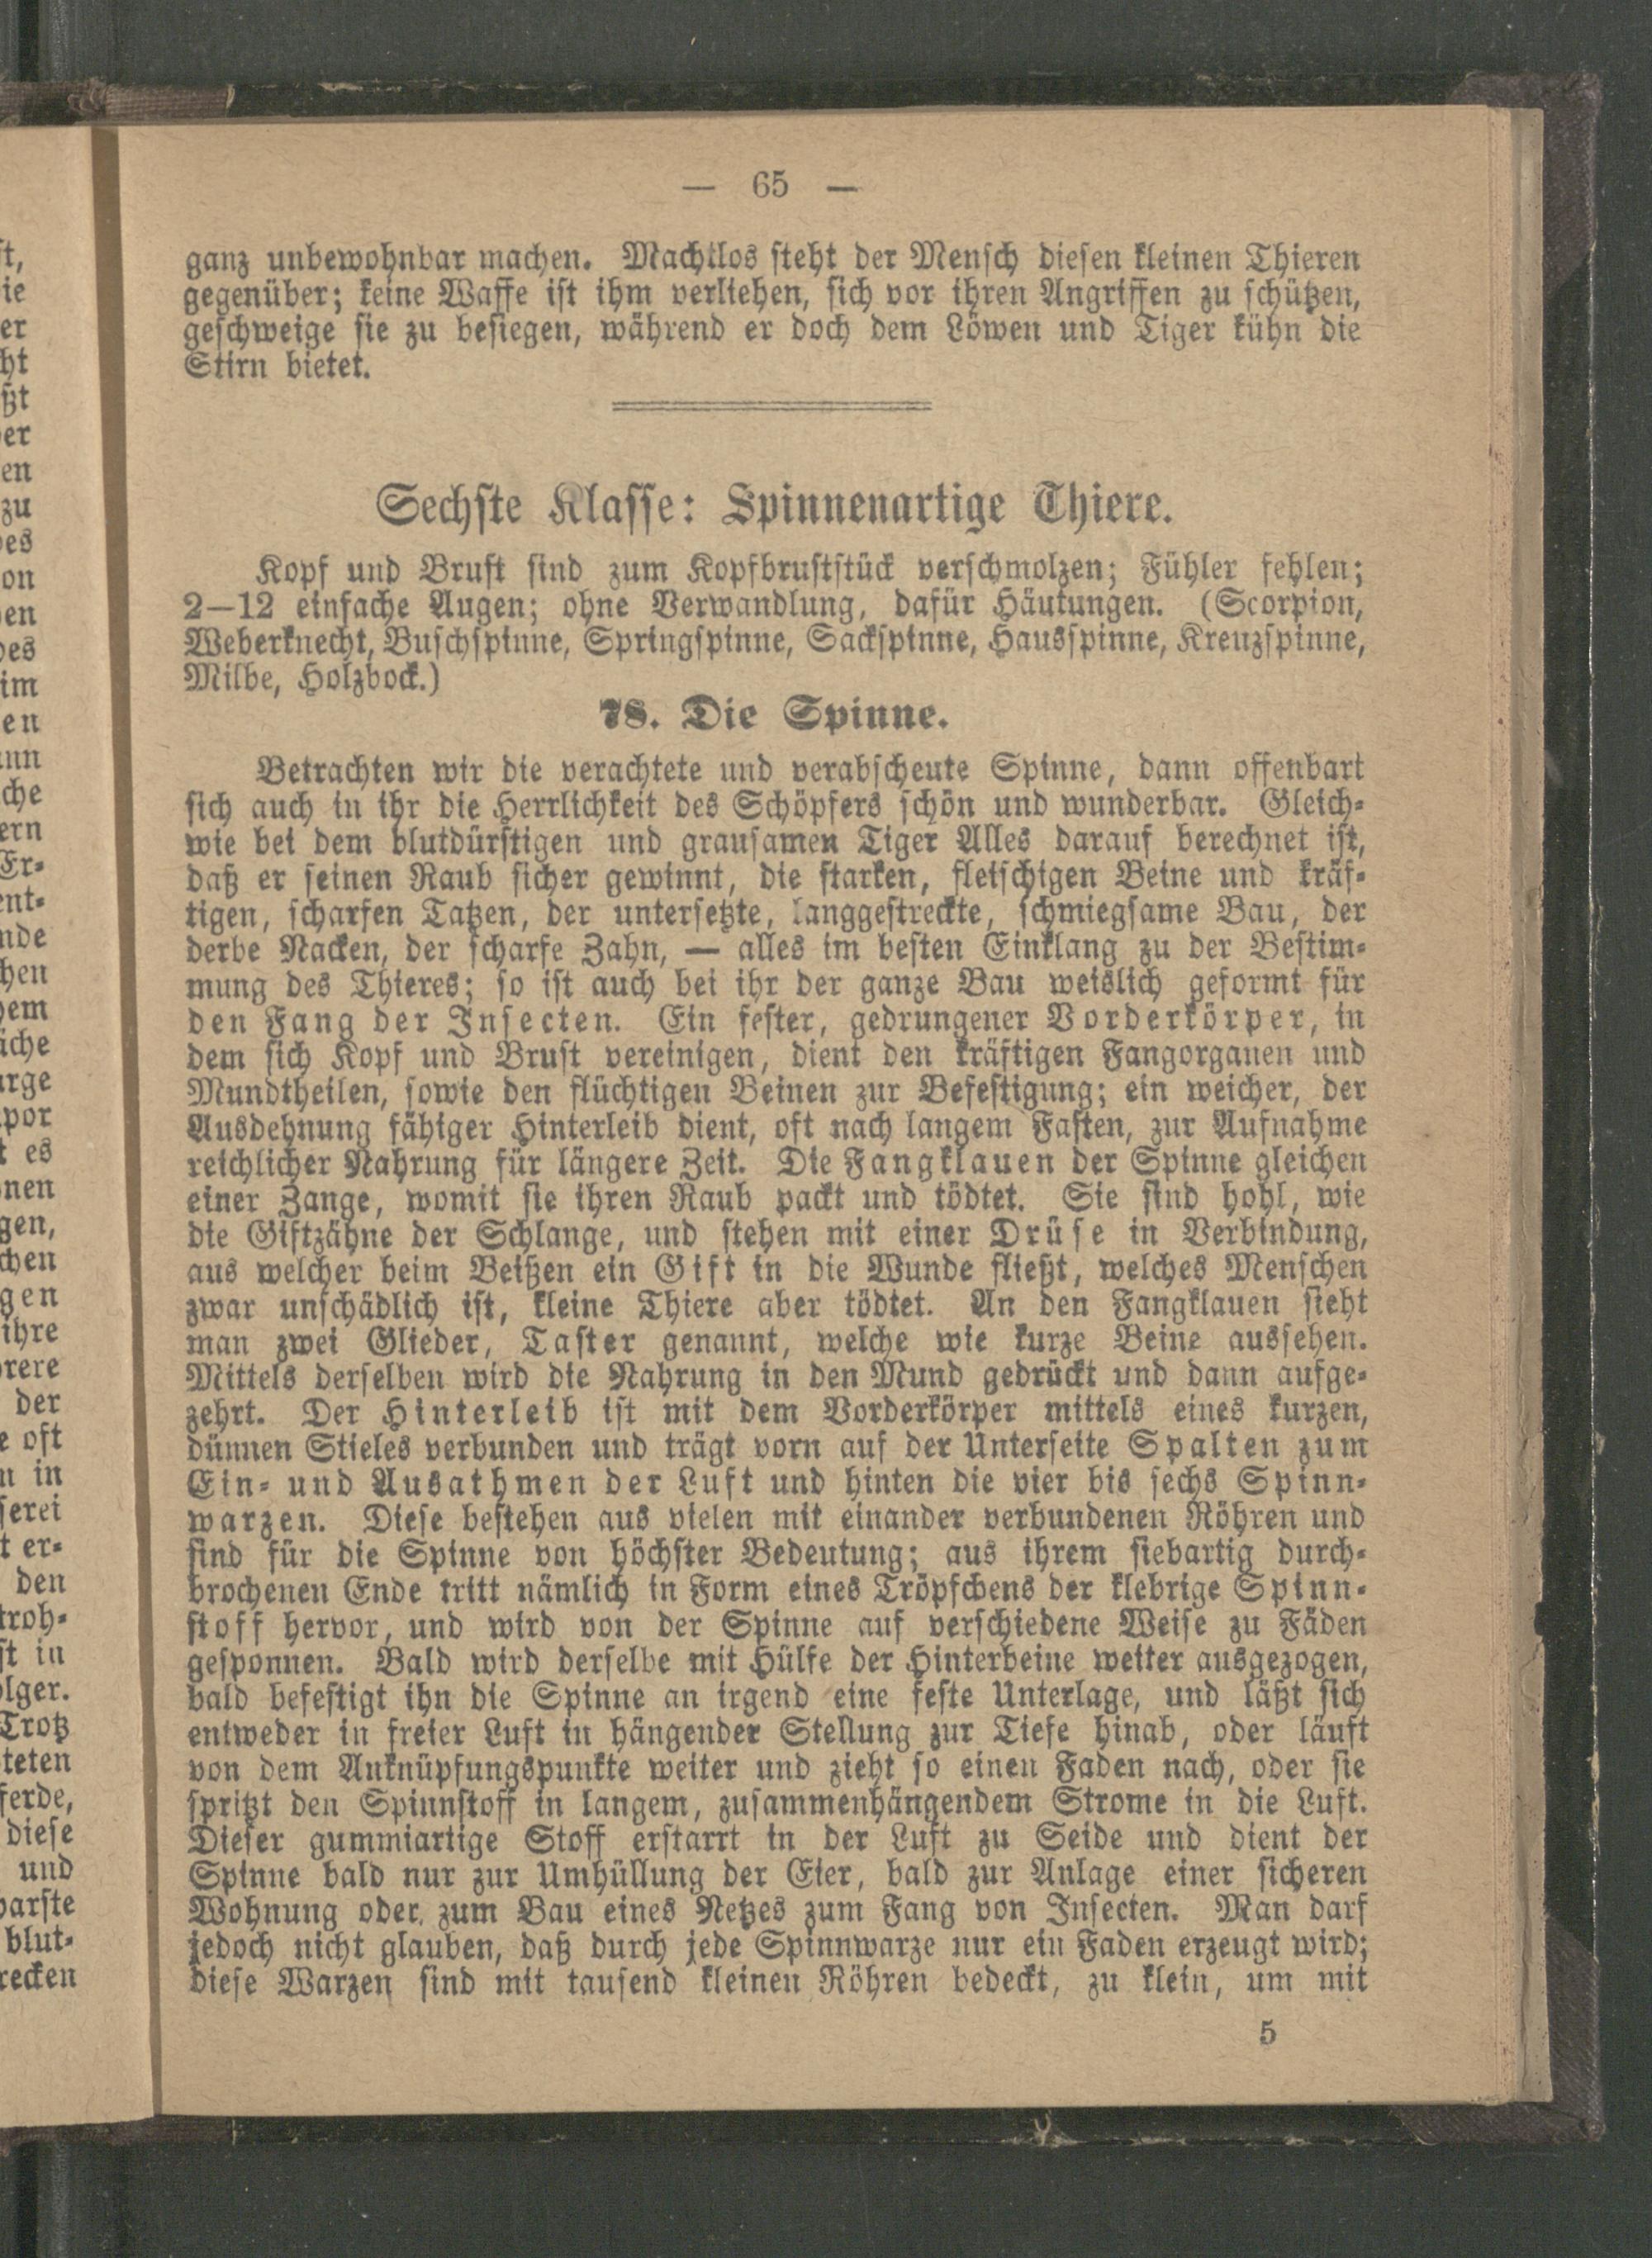 — 65 —
ganz unbewohnbar machen. Machtlos steht der Mensch diesen kleinen Thieren
gegenüber; keine Waffe ist ihm verliehen, sich vor ihren Angriffen zu schützen,
geschweige sie zu besiegen, während er doch dem Löwen und Tiger kühn die
Stirn bietet.
Sechste Klasse: Spinnenartige Thiere.
Kopf und Brust sind zum Kopfbruststück verschmolzen; Fühler fehlen;
2—12 einfache Augen; ohne Verwandlung, dafür Häutungen. (Scorpion,
Weberknecht, Buschspinne, Springspinne, Sackspinne, Hausspinne, Kreuzspinne,
Milbe, Holzbock.)
78. Die Spinne.
Betrachten wir die verachtete und verabscheute Spinne, dann offenbart
sich auch in ihr die Herrlichkeit des Schöpfers schön und wunderbar. Gleich-
wie bei dem blutdürstigen und grausamen Tiger Alles darauf berechnet ist,
daß er seinen Raub sicher gewinnt, die starken, fleischigen Beine und kräf-
tigen, scharfen Tatzen, der untersetzte, langgestreckte, schmiegsame Bau, der
derbe Nacken, der scharfe Zahn, — alles im besten Einklang zu der Bestim-
mung des Thieres; so ist auch bei ihr der ganze Bau weislich geformt für
den Fang der Insecten. Ein fester, gedrungener Vorderkörper, in
dem sich Kopf und Brust vereinigen, dient den kräftigen Fangorganen und
Mundtheilen, sowie den flüchtigen Beinen zur Befestigung; ein weicher, der
Ausdehnung fähiger Hinterleib dient, oft nach langem Fasten, zur Aufnahme
reichlicher Nahrung für längere Zeit. Die Fangklauen der Spinne gleichen
einer Zange, womit sie ihren Raub packt und tödtet. Sie sind hohl, wie
die Giftzähne der Schlange, und stehen mit einer Drüse in Verbindung,
aus welcher beim Beißen ein Gift in die Wunde fließt, welches Menschen
zwar unschädlich ist, kleine Thiere aber tödtet. An den Fangklauen sieht
man zwei Glieder, Taster genannt, welche wie kurze Beine aussehen.
Mittels derselben wird die Nahrung in den Mund gedrückt und dann aufge-
zehrt. Der Hinterleib ist mit dem Vorderkörper mittels eines kurzen,
dünnen Stieles verbunden und trägt vorn auf der Unterseite Spalten zum
Ein- und Ausathmen der Luft und hinten die vier bis sechs Spinn-
warzen. Diese bestehen aus vielen mit einander verbundenen Röhren und
sind für die Spinne von höchster Bedeutung; aus ihrem siebartig durch-
brochenen Ende tritt nämlich in Form eines Tröpfchens der klebrige Spinn-
stoff hervor, und wird von der Spinne auf verschiedene Weise zu Fäden
gesponnen. Bald wird derselbe mit Hülfe der Hinterbeine weiter ausgezogen,
bald befestigt ihn die Spinne an irgend eine feste Unterlage, und läßt sich
entweder in freier Luft in hängender Stellung zur Tiefe hinab, oder läuft
von dem Anknüpfungspunkte weiter und zieht so einen Faden nach, oder sie
spritzt den Spinnstoff in langem, zusammenhängendem Strome in die Luft.
Dieser gummiartige Stoff erstarrt in der Luft zu Seide und dient der
Spinne bald nur zur Umhüllung der Eier, bald zur Anlage einer sicheren
Wohnung oder zum Bau eines Netzes zum Fang von Insecten. Man darf
jedoch nicht glauben, daß durch jede Spinnwarze nur ein Faden erzeugt wird;
diese Warzen sind mit tausend kleinen Röhren bedeckt, zu klein, um mit
5